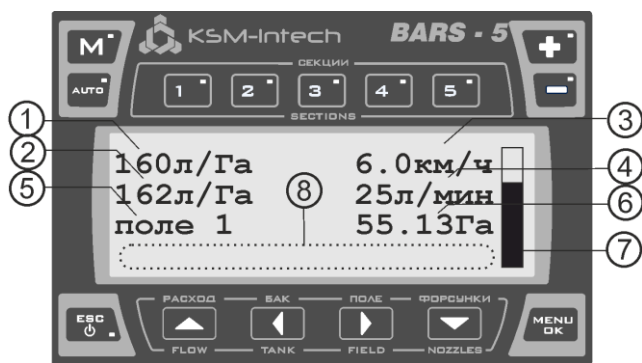 M
KSM-Intech
BARS - 5
AUTO
СЕКЦИИ
1 2 3 4 5
SECTIONS
1
160л/Га
3
6.0км/ч
2
162л/Га
4
25л/мин
5
поле 1
8
6
55.13Га
7
ESC
РАСХОД БАК ПОЛЕ ФОРСУНКИ
FLOW TANK FIELD NOZZLES
MENU
OK